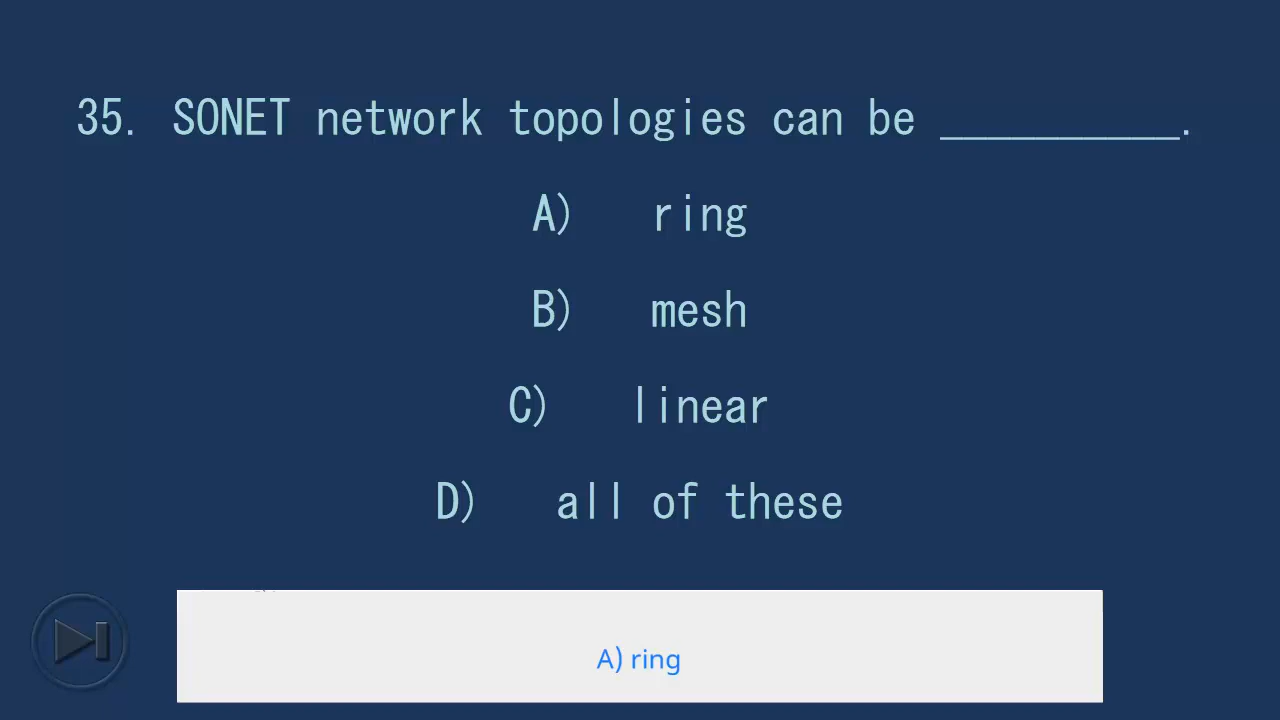 35. SONET network topologies can be __________.
A) ring
B) mesh
C) linear
D) all of these
A) ring